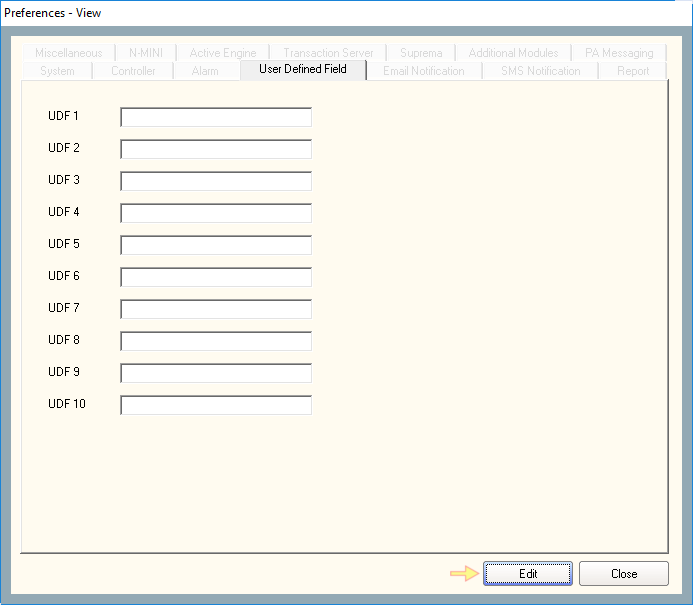 Preferences - View
Miscellaneous N-MINI Active Engine Transaction Server Suprema Additional Modules PA Messaging
System Controller Alarm User Defined Field Email Notification SMS Notification Report
UDF 1
UDF 2
UDF 3
UDF 4
UDF 5
UDF 6
UDF 7
UDF 8
UDF 9
UDF 10
Edit Close